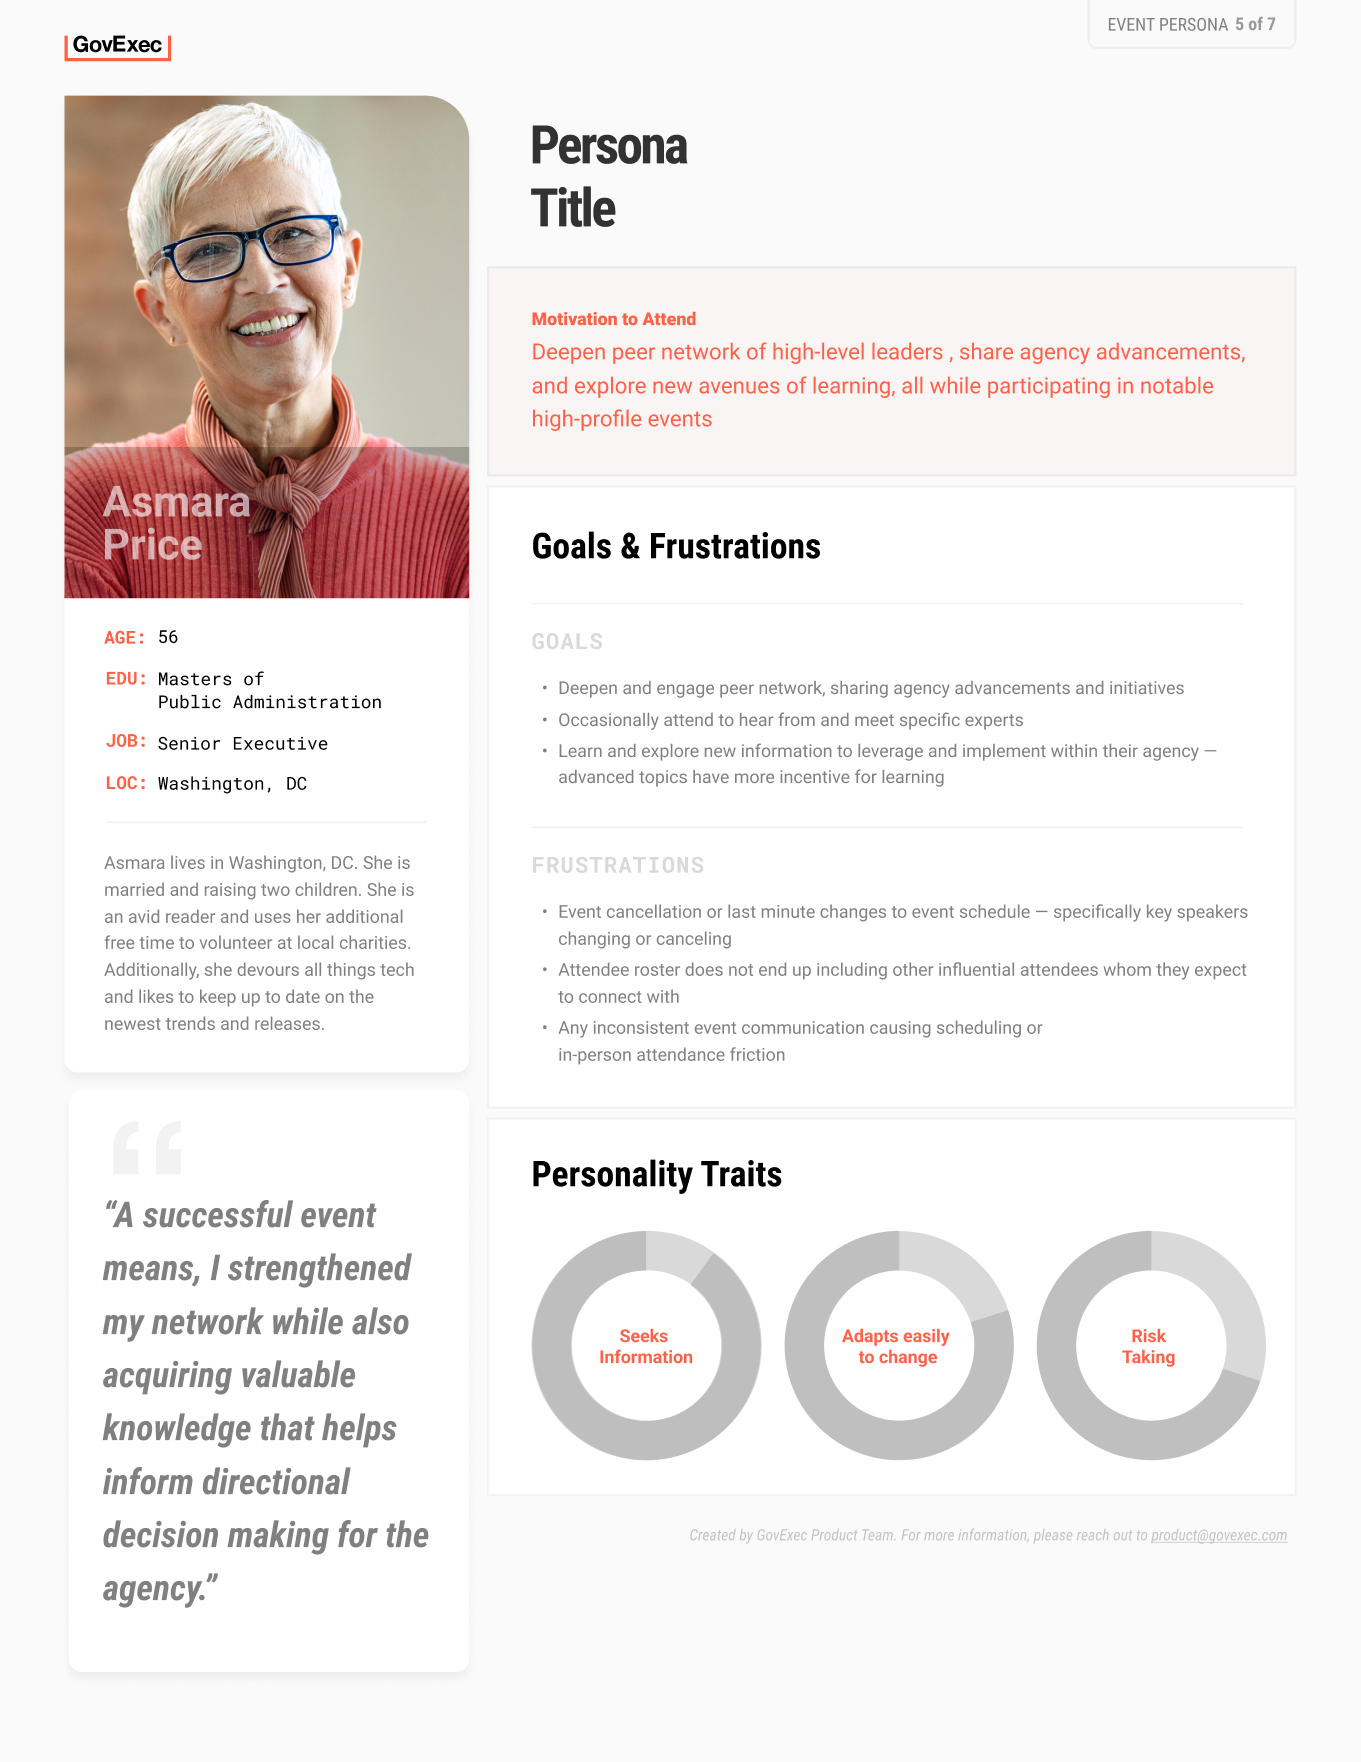 GovExec
EVENT PERSONA 5 of 7
Asmara
Price
AGE: 56
EDU: Masters of
Public Administration
JOB: Senior Executive
LOC: Washington, DC
Asmara lives in Washington, DC. She is
married and raising two children. She is
an avid reader and uses her additional
free time to volunteer at local charities.
Additionally, she devours all things tech
and likes to keep up to date on the
newest trends and releases.
“
“A successful event
means, I strengthened
my network while also
acquiring valuable
knowledge that helps
inform directional
decision making for the
agency.”
Persona
Title
Motivation to Attend
Deepen peer network of high-level leaders , share agency advancements,
and explore new avenues of learning, all while participating in notable
high-profile events
Goals & Frustrations
GOALS
• Deepen and engage peer network, sharing agency advancements and initiatives
• Occasionally attend to hear from and meet specific experts
• Learn and explore new information to leverage and implement within their agency —
advanced topics have more incentive for learning
FRUSTRATIONS
• Event cancellation or last minute changes to event schedule — specifically key speakers
changing or canceling
• Attendee roster does not end up including other influential attendees whom they expect
to connect with
• Any inconsistent event communication causing scheduling or
in-person attendance friction
Personality Traits
Seeks
Information
Adapts easily
to change
Risk
Taking
Created by GovExec Product Team. For more information, please reach out to product@govexec.com